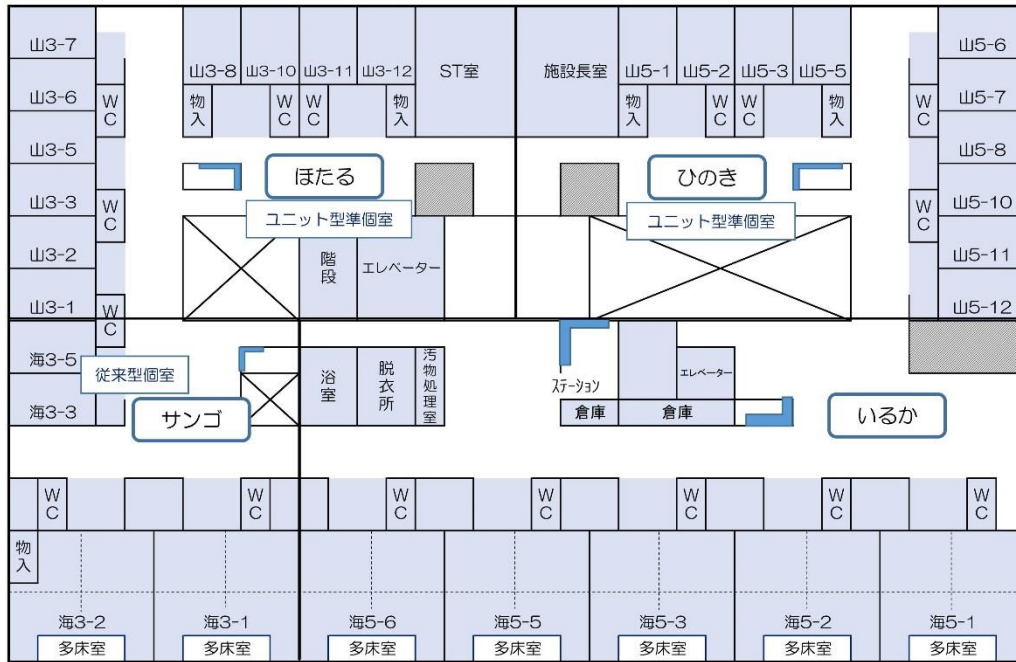 山3-7
山3-6
山3-5
山3-3
山3-2
山3-1
WC
WC
WC
山3-8
山3-10
山3-11
山3-12
ST室
物入
WC
WC
物入
ほたる
ユニット型準個室
階段
エレベーター
施設長室
山5-1
山5-2
山5-3
山5-5
物入
WC
WC
物入
ひのき
ユニット型準個室
WC
WC
山5-6
山5-7
山5-8
山5-10
山5-11
山5-12
海3-5
海3-3
従来型個室
サンゴ
浴室
脱衣所
汚物処理室
ステーション
エレベーター
倉庫
倉庫
いるか
WC
WC
WC
WC
WC
WC
WC
物入
海3-2
海3-1
海5-6
海5-5
海5-3
海5-2
海5-1
多床室
多床室
多床室
多床室
多床室
多床室
多床室